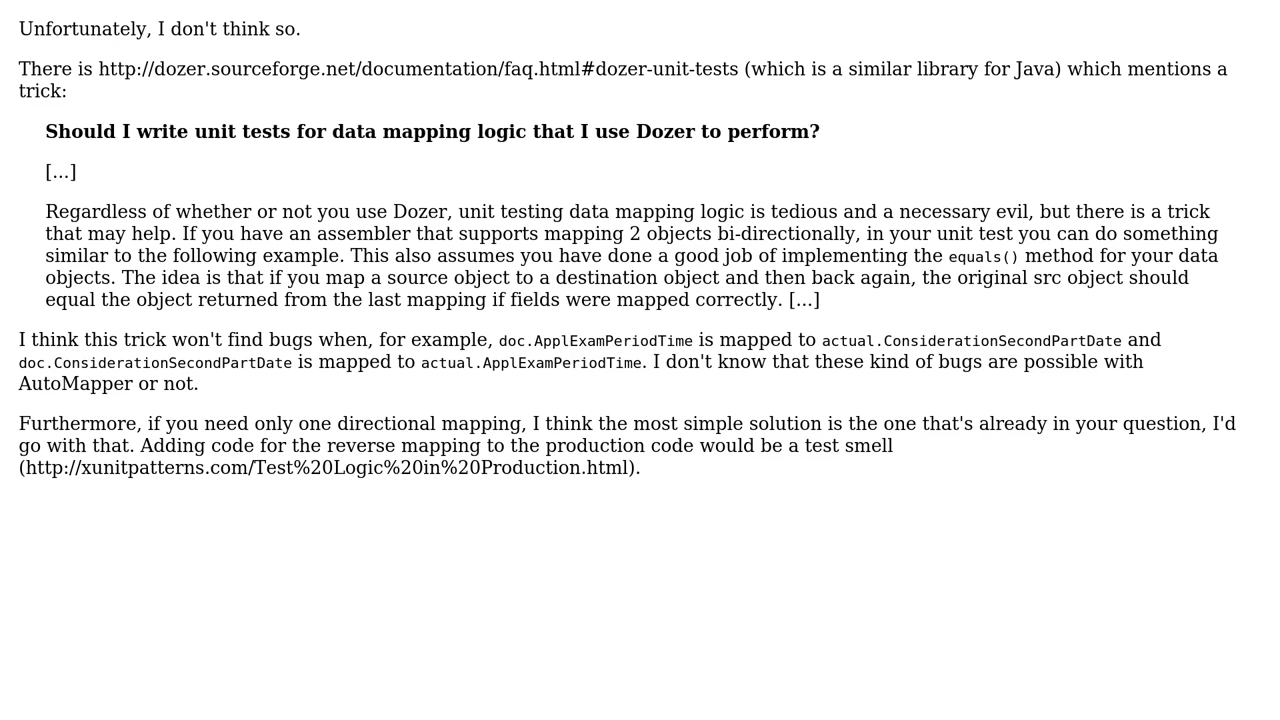 Unfortunately, I don't think so.
There is http://dozer.sourceforge.net/documentation/faq.html#dozer-unit-tests (which is a similar library for Java) which mentions a
trick:
Should I write unit tests for data mapping logic that I use Dozer to perform?
[...]
Regardless of whether or not you use Dozer, unit testing data mapping logic is tedious and a necessary evil, but there is a trick
that may help. If you have an assembler that supports mapping 2 objects bi-directionally, in your unit test you can do something
similar to the following example. This also assumes you have done a good job of implementing the equals() method for your data
objects. The idea is that if you map a source object to a destination object and then back again, the original src object should
equal the object returned from the last mapping if fields were mapped correctly. [...]
I think this trick won't find bugs when, for example, doc.ApplExamPeriodTime is mapped to actual.ConsiderationSecondPartDate and
doc.ConsiderationSecondPartDate is mapped to actual.ApplExamPeriodTime. I don't know that these kind of bugs are possible with
AutoMapper or not.
Furthermore, if you need only one directional mapping, I think the most simple solution is the one that's already in your question, I'd
go with that. Adding code for the reverse mapping to the production code would be a test smell
(http://xunitpatterns.com/Test%20Logic%20in%20Production.html).